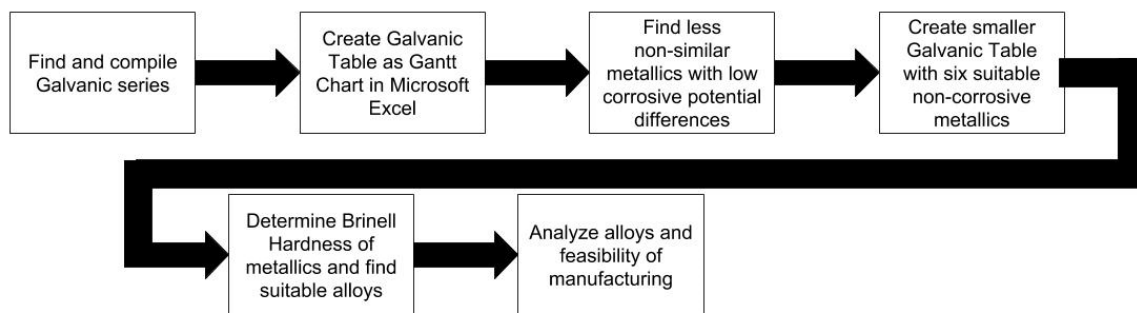 Find and compile
Galvanic series
Create Galvanic
Table as Gantt
Chart in Microsoft
Excel
Find less
non-similar
metallics with low
corrosive potential
differences
Create smaller
Galvanic Table
with six suitable
non-corrosive
metallics
Determine Brinell
Hardness of
metallics and find
suitable alloys
Analyze alloys and
feasibility of
manufacturing